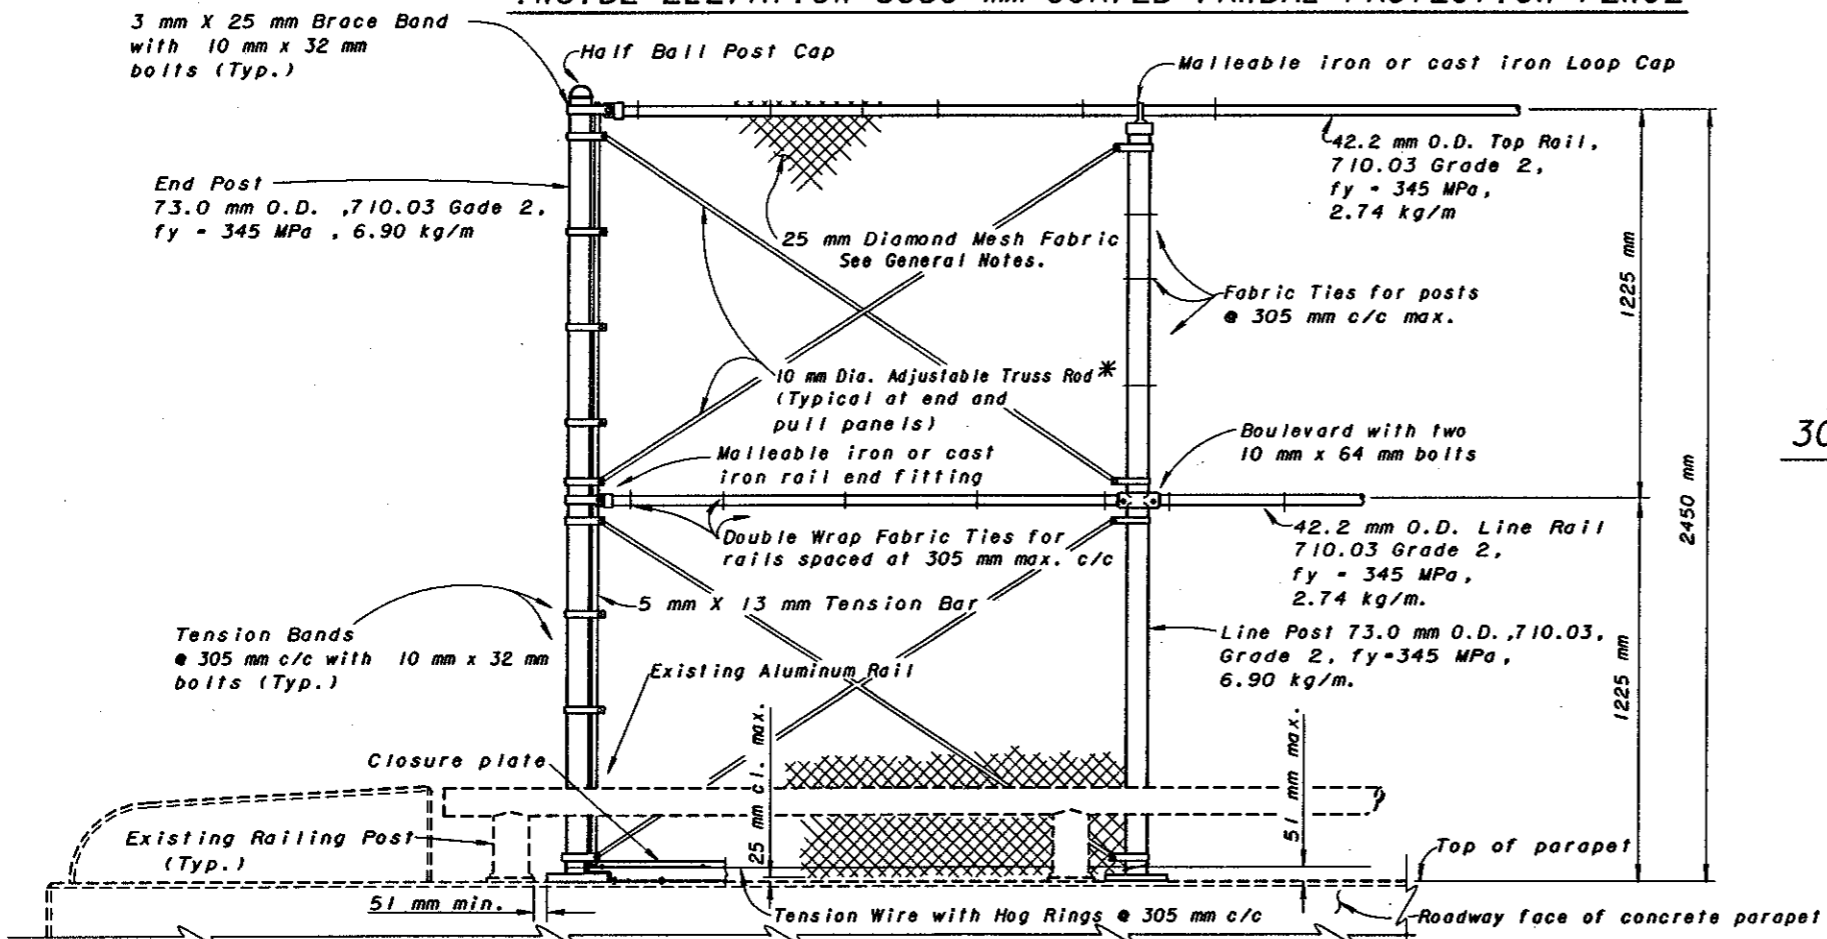 3 mm X 25 mm Brace Band
with 10 mm x 32 mm
bolts (Typ.)
Half Ball Post Cap
Malleable iron or cast iron Loop Cap
End Post
73.0 mm O.D. ,710.03 Gade 2,
fy = 345 MPa , 6.90 kg/m
42.2 mm O.D. Top Rail,
710.03 Grade 2,
fy = 345 MPa,
2.74 kg/m
25 mm Diamond Mesh Fabric
See General Notes.
Fabric Ties for posts
@ 305 mm c/c max.
1225 mm
2450 mm
10 mm Dia. Adjustable Truss Rod *
(Typical at end and
pull panels)
Malleable iron or cast
iron rail end fitting
Boulevard with two
10 mm x 64 mm bolts
30
Double Wrap Fabric Ties for
rails spaced at 305 mm max. c/c
42.2 mm O.D. Line Rail
710.03 Grade 2,
fy = 345 MPa,
2.74 kg/m.
5 mm X 13 mm Tension Bar
Tension Bands
@ 305 mm c/c with 10 mm x 32 mm
bolts (Typ.)
Line Post 73.0 mm O.D.,710.03,
Grade 2, fy=345 MPa,
6.90 kg/m.
1225 mm
Existing Aluminum Rail
Closure plate
25 mm cl. max.
51 mm max.
Existing Railing Post
(Typ.)
Top of parapet
51 mm min.
Tension Wire with Hog Rings @ 305 mm c/c
Roadway face of concrete parapet